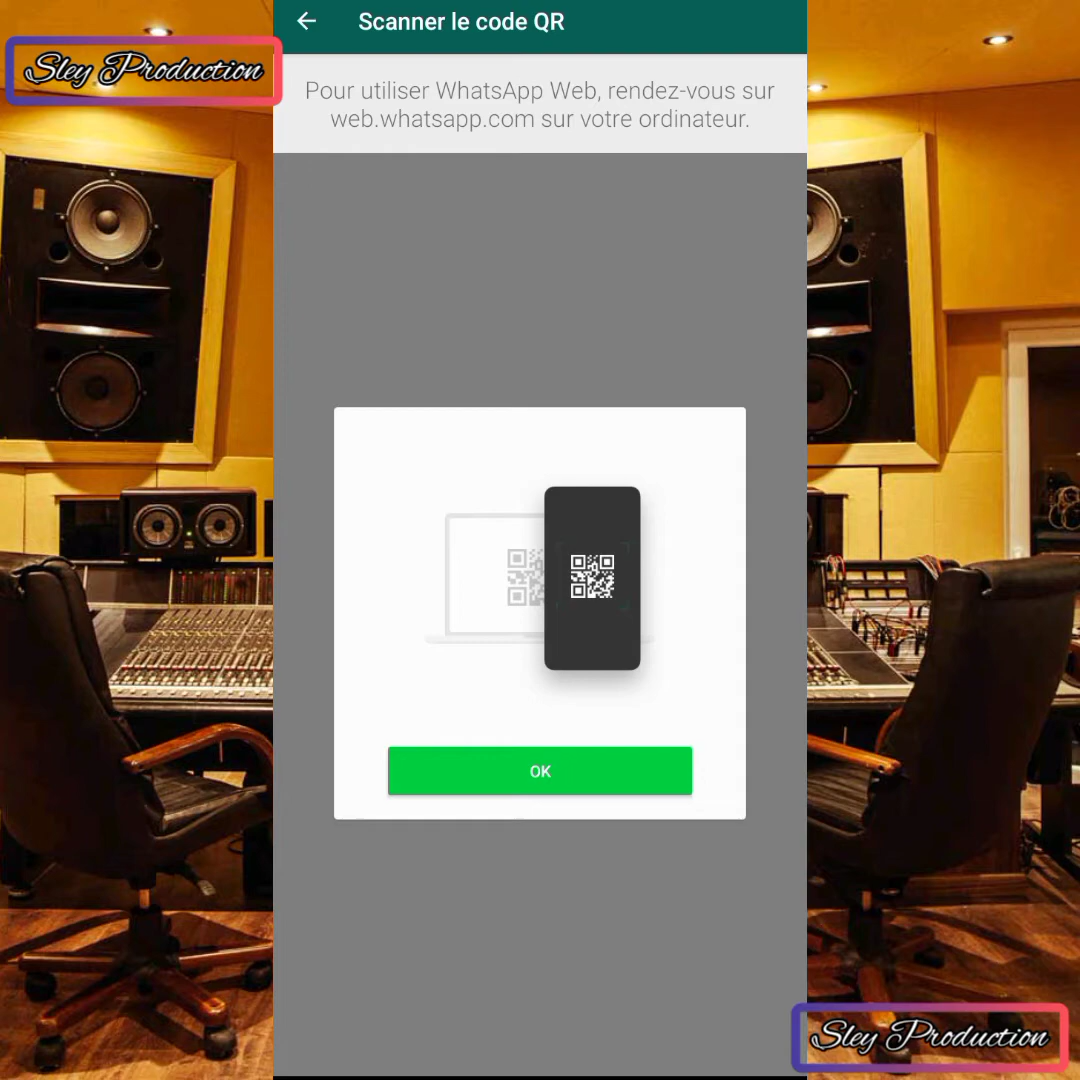 Scanner le code QR
Sley Production
Pour utiliser WhatsApp Web, rendez-vous sur
web.whatsapp.com sur votre ordinateur.
OK
Sley Production